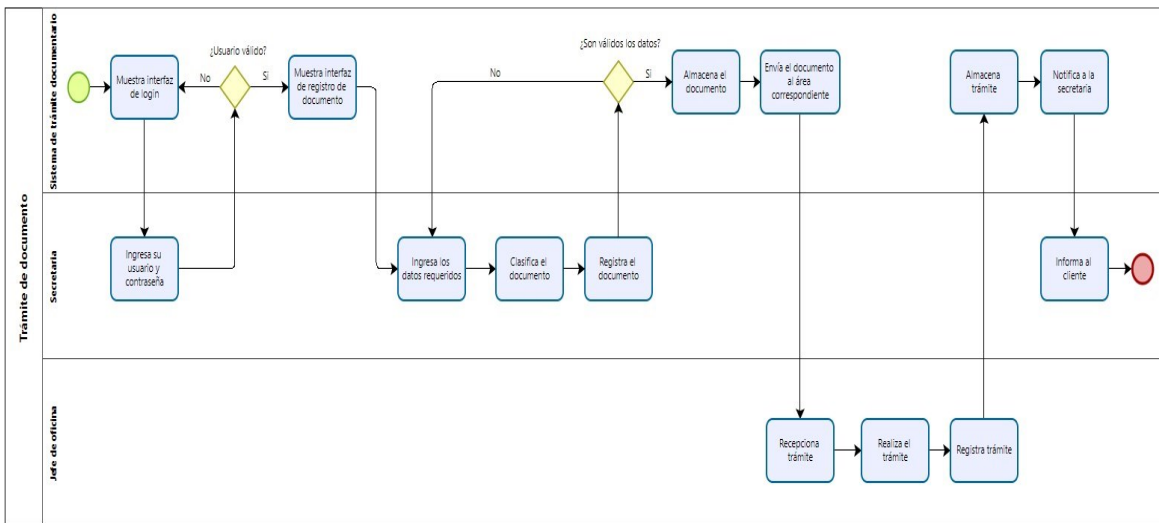 Trámite de documento
Sistema de trámite documentario
¿Usuario válido?
¿Son válidos los datos?
Muestra interfaz
de login
No
Si
Muestra interfaz
de registro de
documento
No
Si
Almacena el
documento
Envía el documento
al área
correspondiente
Almacena
trámite
Notifica a la
secretaria
Secretaria
Ingresa su
usuario y
contraseña
Ingresa los
datos requeridos
Clasifica el
documento
Registra el
documento
Informa al
cliente
Jefe de oficina
Recepciona
trámite
Realiza el
trámite
Registra trámite